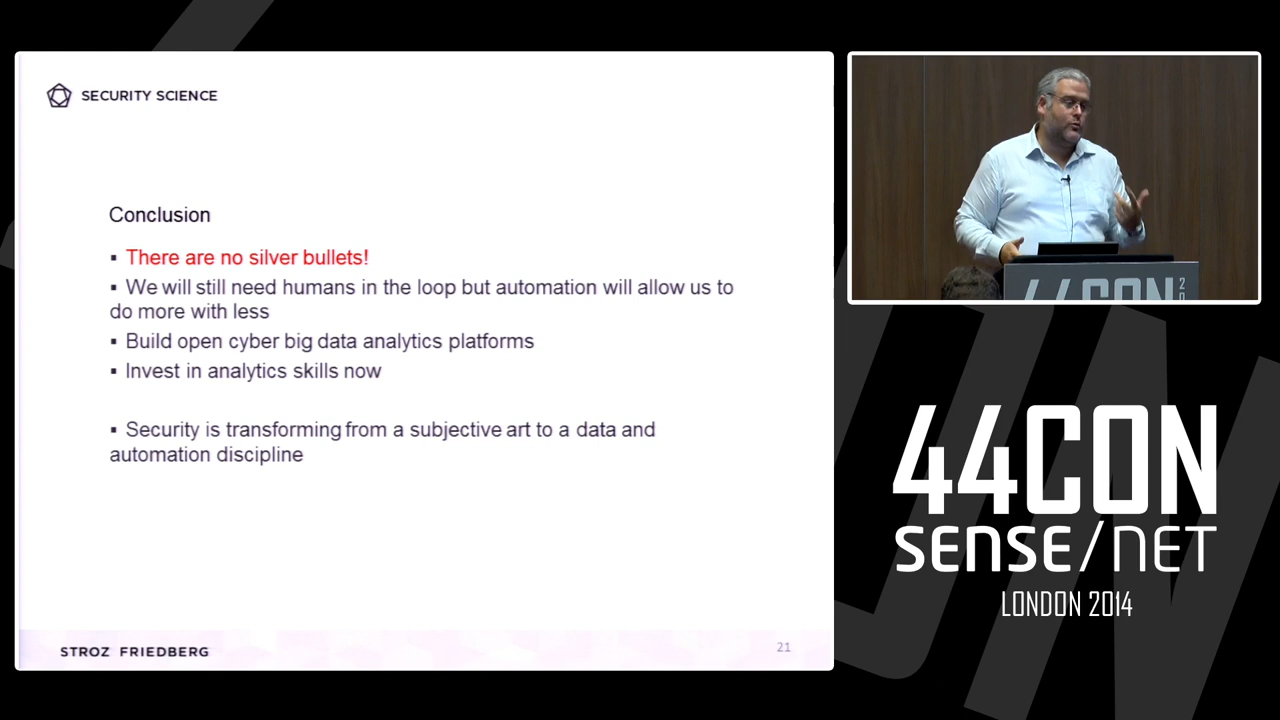 SECURITY SCIENCE
Conclusion
▪ There are no silver bullets!
▪ We will still need humans in the loop but automation will allow us to
do more with less
▪ Build open cyber big data analytics platforms
▪ Invest in analytics skills now
▪ Security is transforming from a subjective art to a data and
automation discipline
STROZ FRIEDBERG
21
44CON
44CON
SENSE/NET
LONDON 2014